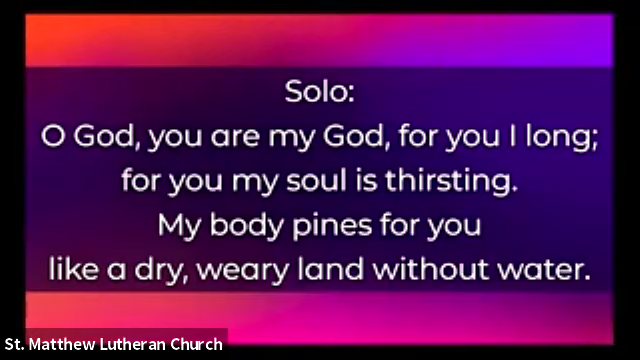 Solo:
O God, you are my God, for you I long;
for you my soul is thirsting.
My body pines for you
like a dry, weary land without water.
St. Matthew Lutheran Church